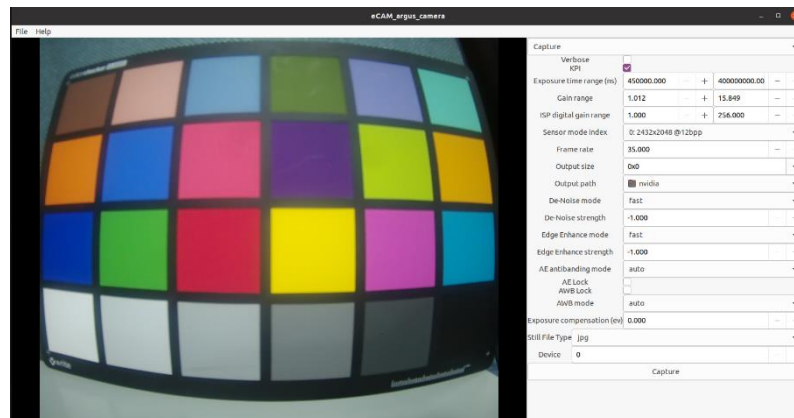 eCAM_argus_camera
File Help
Capture
Verbose
KPI
Exposure time range (ns) 450000.000 − + 400000000.00 −
Gain range 1.012 − + 15.849 −
ISP digital gain range 1.000 − + 256.000 −
Sensor mode index 0: 2432x2048 @12bpp
Frame rate 35.000 −
Output size 0x0
Output path nvidia
De-Noise mode fast
De-Noise strength -1.000
Edge Enhance mode fast
Edge Enhance strength -1.000
AE antibanding mode auto
AE Lock
AWB Lock
AWB mode auto
Exposure compensation (ev) 0.000 −
Still File Type jpg
Device 0
Capture